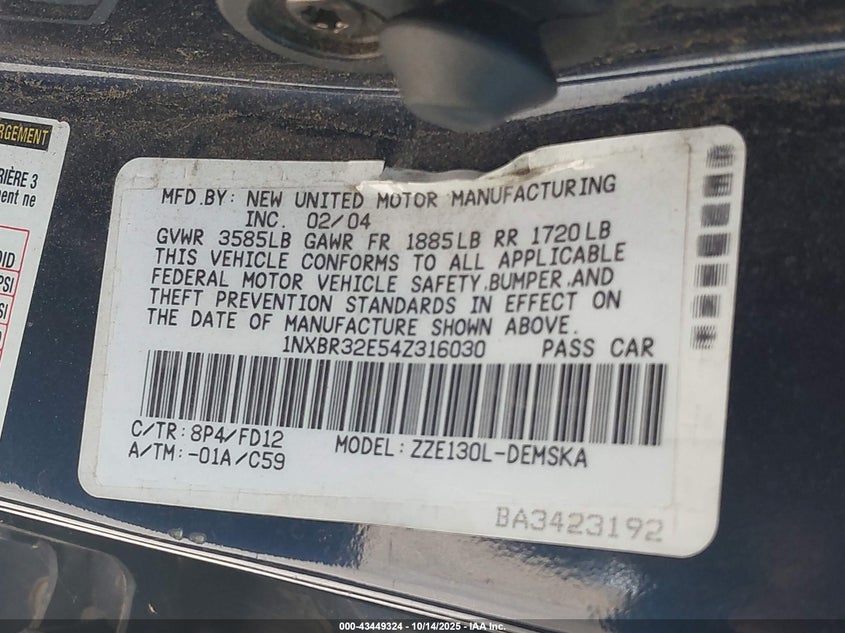 RGEMENT
RIÈRE 3
ent ne
OID
PSI
SI
MFD.BY: NEW UNITED MOTOR MANUFACTURING
INC. 02/04
GVWR 3585LB GAWR FR 1885LB RR 1720LB
THIS VEHICLE CONFORMS TO ALL APPLICABLE
FEDERAL MOTOR VEHICLE SAFETY,BUMPER,AND
THEFT PREVENTION STANDARDS IN EFFECT ON
THE DATE OF MANUFACTURE SHOWN ABOVE.
1NXBR32E54Z316030 PASS CAR
C/TR:8P4/FD12
A/TM:-01A/C59
MODEL:ZZE130L-DEMSKA
BA3423192
000-43449324 - 10/14/2025 - IAA Inc.